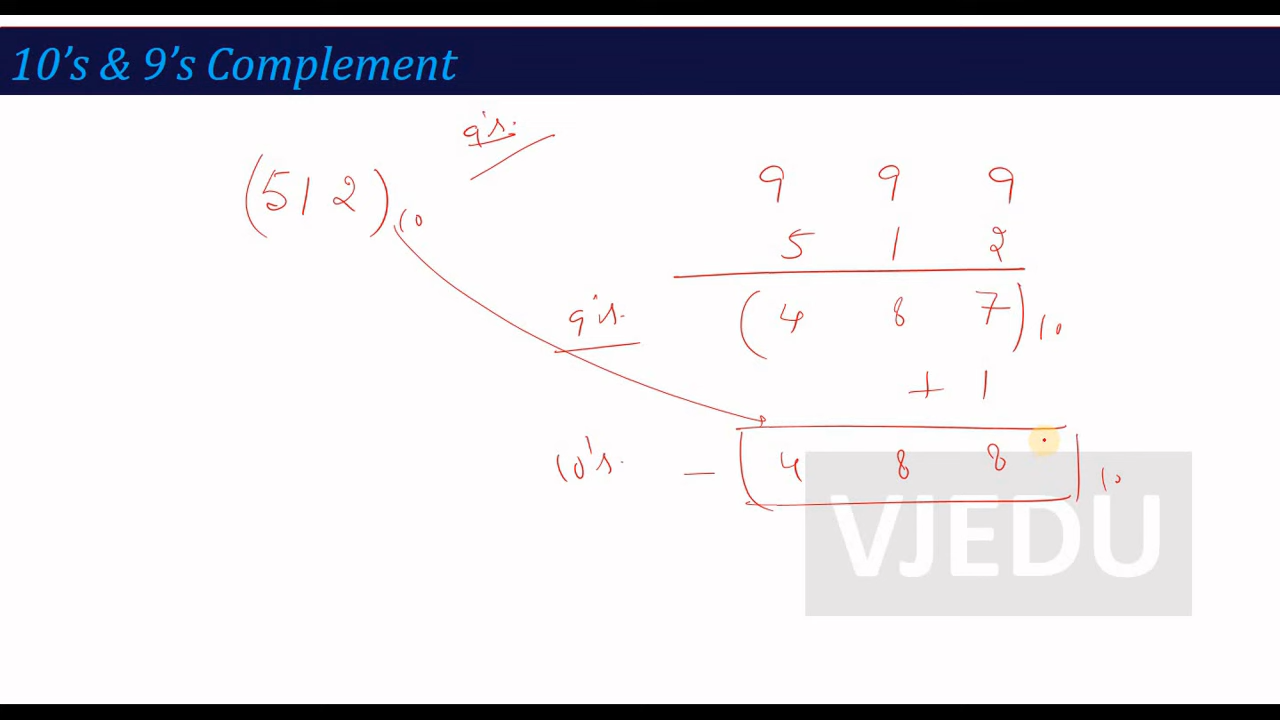 10's & 9's Complement
9's.
(512)10
9 9 9
5 1 2
9's.
(4 8 7)10
+ 1
10's. - (4 8 8)10
VJEDU